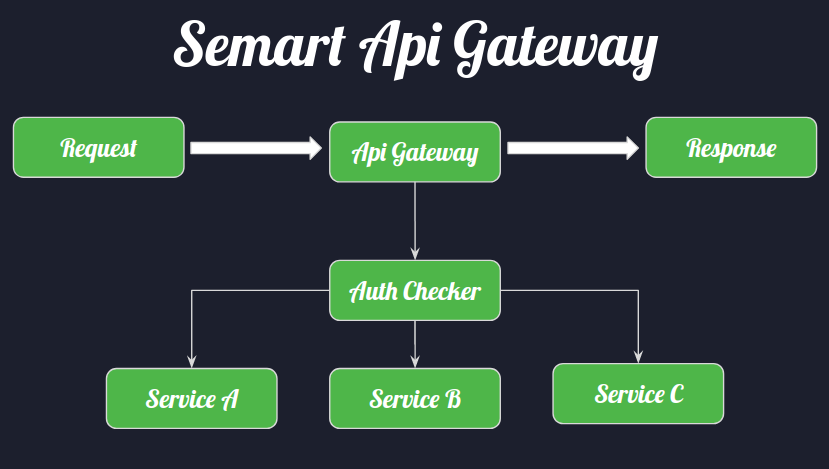 Semart Api Gateway
Request
Api Gateway
Response
Auth Checker
Service A
Service B
Service C